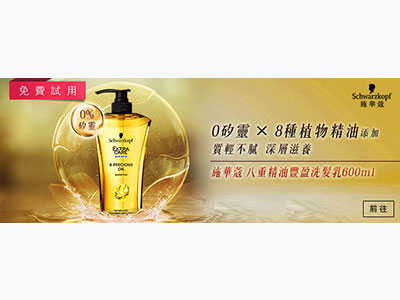 免費試用
Schwarzkopf
施華蔻
0%
矽靈
Schwarzkopf
EXTRA CARE
8 PRECIOUS
OIL
SHAMPOO
0矽靈 × 8種植物精油添加
質輕不膩 深層滋養
施華蔻 八重精油豐盈洗髮乳600ml
前往